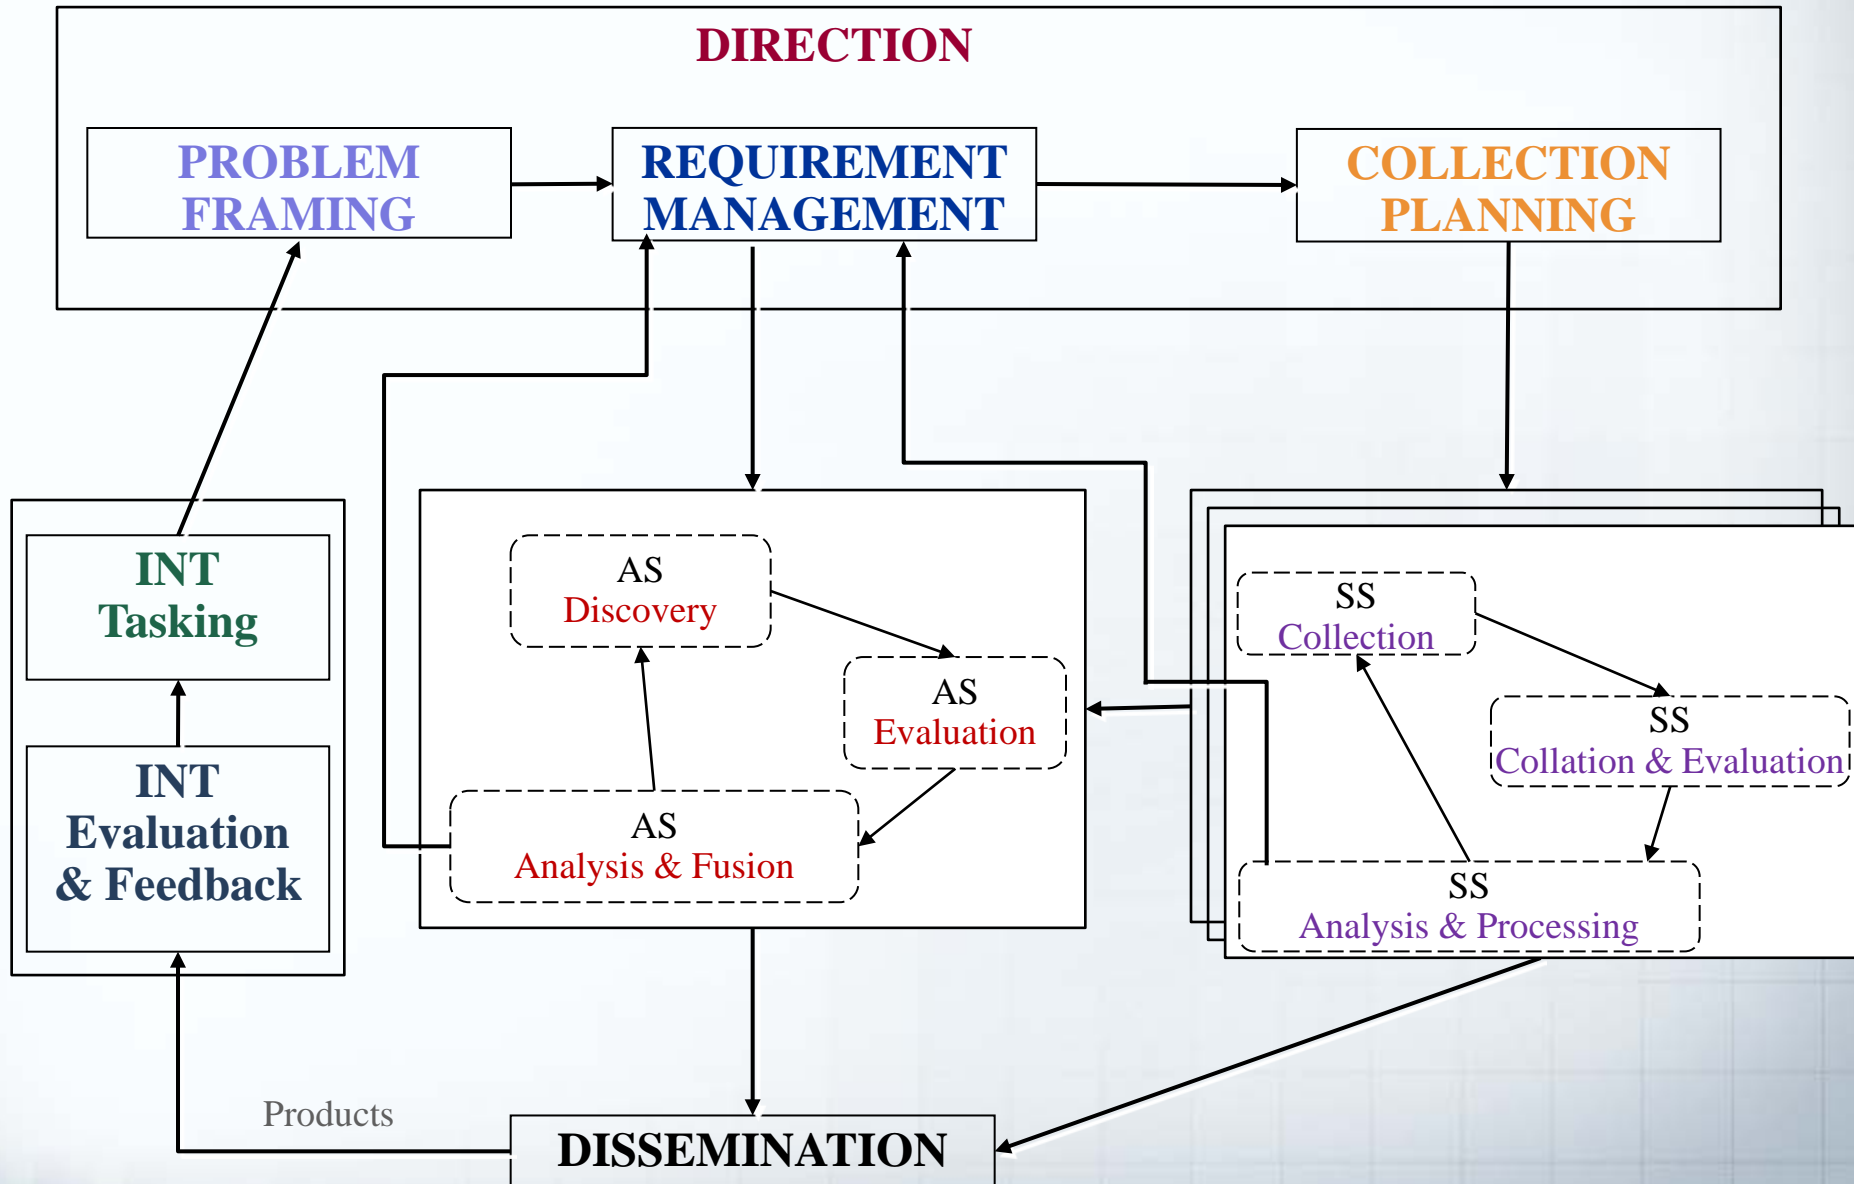 DIRECTION
PROBLEM
FRAMING
REQUIREMENT
MANAGEMENT
COLLECTION
PLANNING
INT
Tasking
INT
Evaluation
& Feedback
AS
Discovery
AS
Evaluation
AS
Analysis & Fusion
SS
Collection
SS
Collation & Evaluation
SS
Analysis & Processing
Products
DISSEMINATION